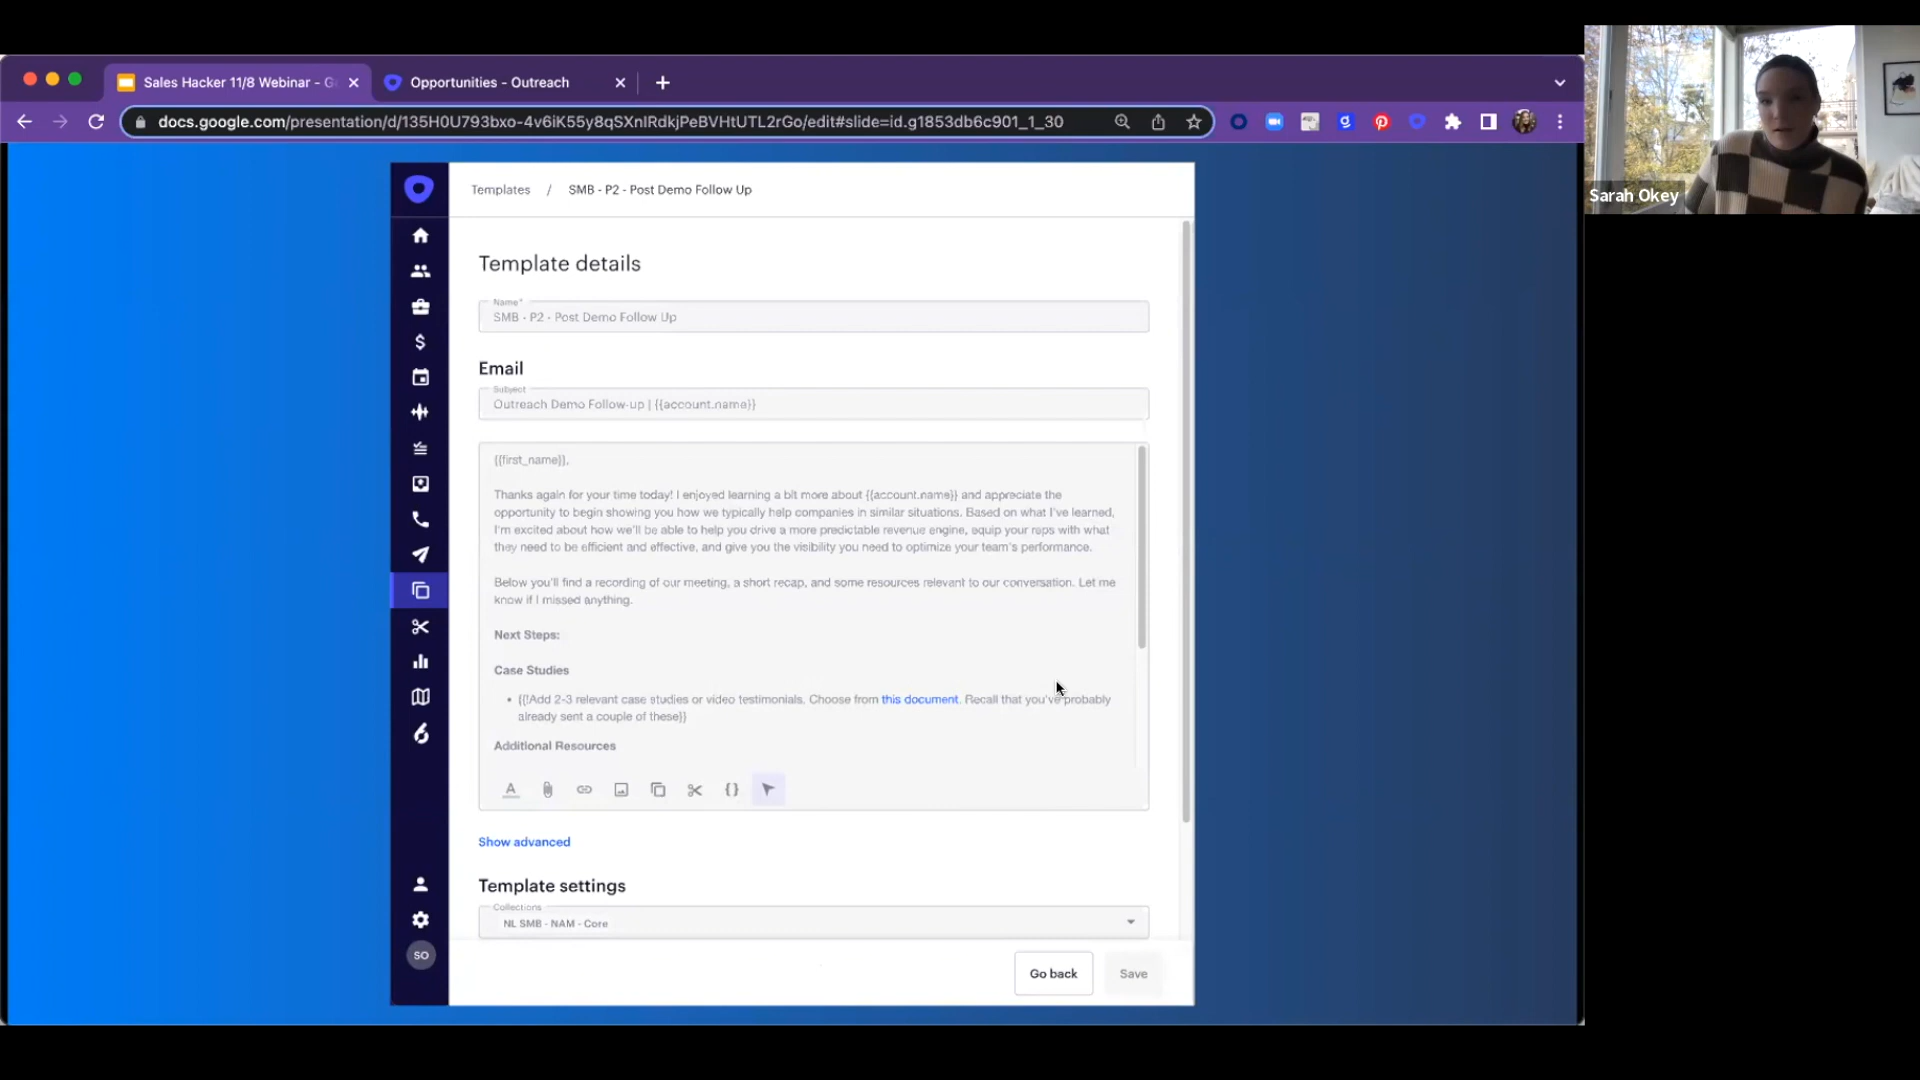 Sales Hacker 11/8 Webinar - G
Opportunities - Outreach
docs.google.com/presentation/d/135H0U793bxo-4v6iK55y8qSXnIRdkjPeBVHtUTL2rGo/edit#slide=id.g1853db6c901_1_30
Sarah Okey
Templates / SMB - P2 - Post Demo Follow Up
Template details
Name*
SMB - P2 - Post Demo Follow Up
Email
Subject
Outreach Demo Follow-up | {{account.name}}
{{first_name}},
Thanks again for your time today! I enjoyed learning a bit more about {{account.name}} and appreciate the
opportunity to begin showing you how we typically help companies in similar situations. Based on what I've learned,
I'm excited about how we'll be able to help you drive a more predictable revenue engine, equip your reps with what
they need to be efficient and effective, and give you the visibility you need to optimize your team's performance.
Below you'll find a recording of our meeting, a short recap, and some resources relevant to our conversation. Let me
know if I missed anything.
Next Steps:
Case Studies
• {{!Add 2-3 relevant case studies or video testimonials. Choose from this document. Recall that you've probably
already sent a couple of these}}
Additional Resources
Show advanced
Template settings
Collections
NL SMB - NAM - Core
SO
Go back
Save